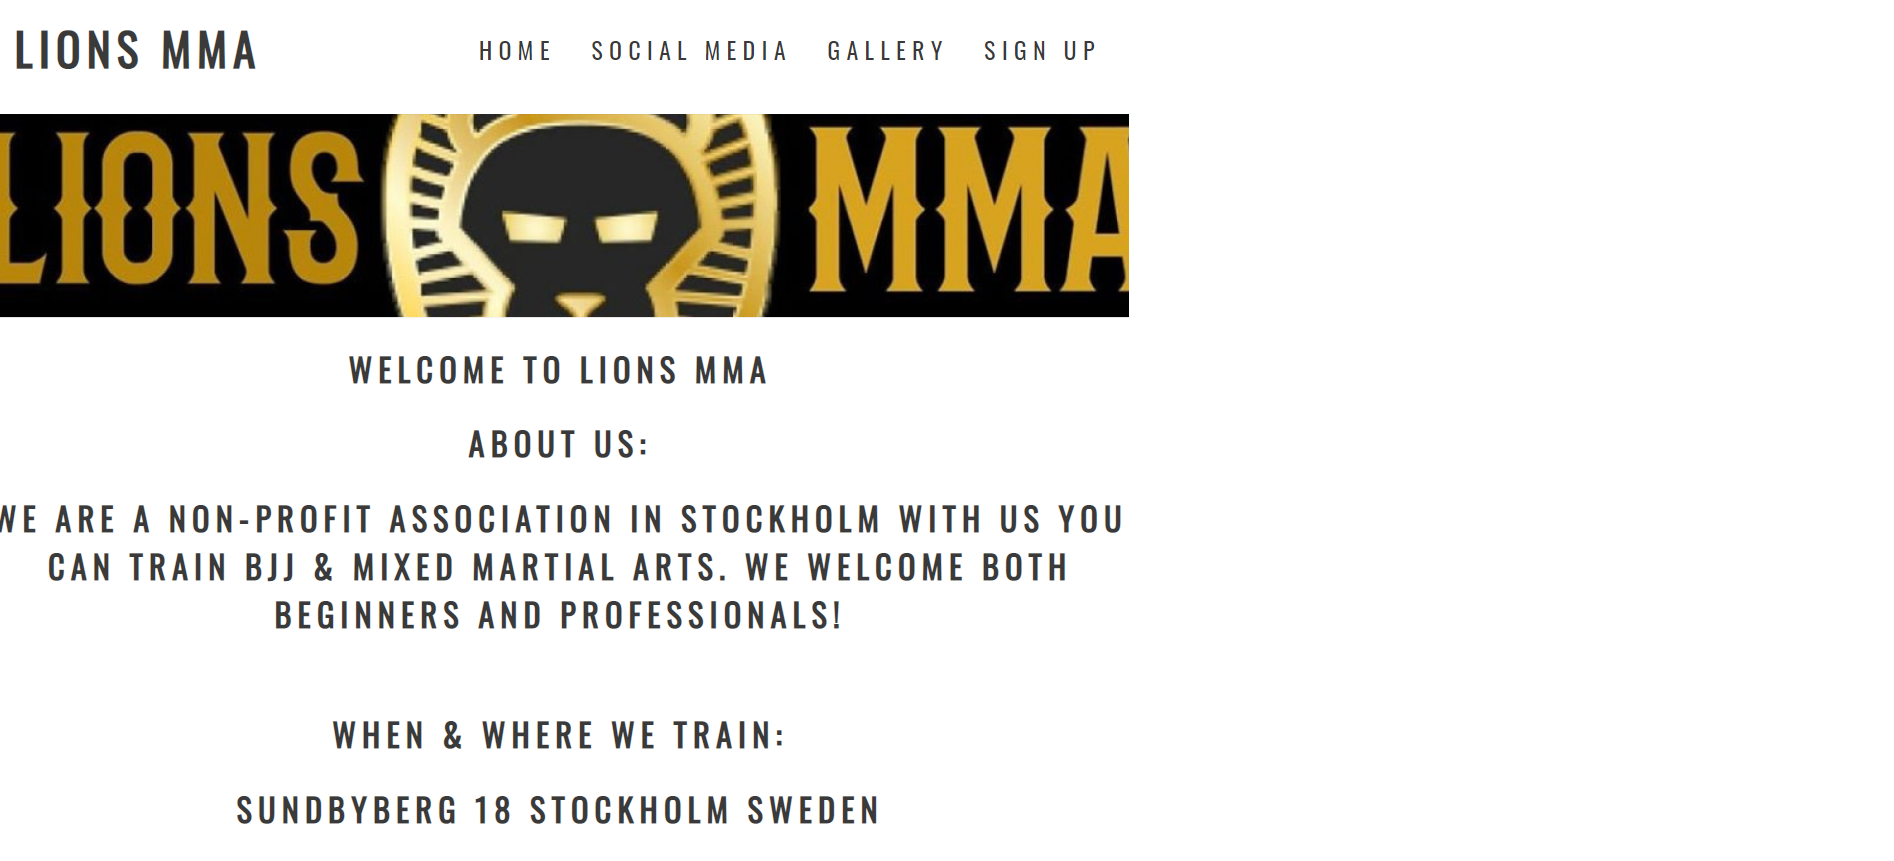 LIONS MMA
HOME SOCIAL MEDIA GALLERY SIGN UP
LIONS MMA
WELCOME TO LIONS MMA
ABOUT US:
WE ARE A NON-PROFIT ASSOCIATION IN STOCKHOLM WITH US YOU
CAN TRAIN BJJ & MIXED MARTIAL ARTS. WE WELCOME BOTH
BEGINNERS AND PROFESSIONALS!
WHEN & WHERE WE TRAIN:
SUNDBYBERG 18 STOCKHOLM SWEDEN